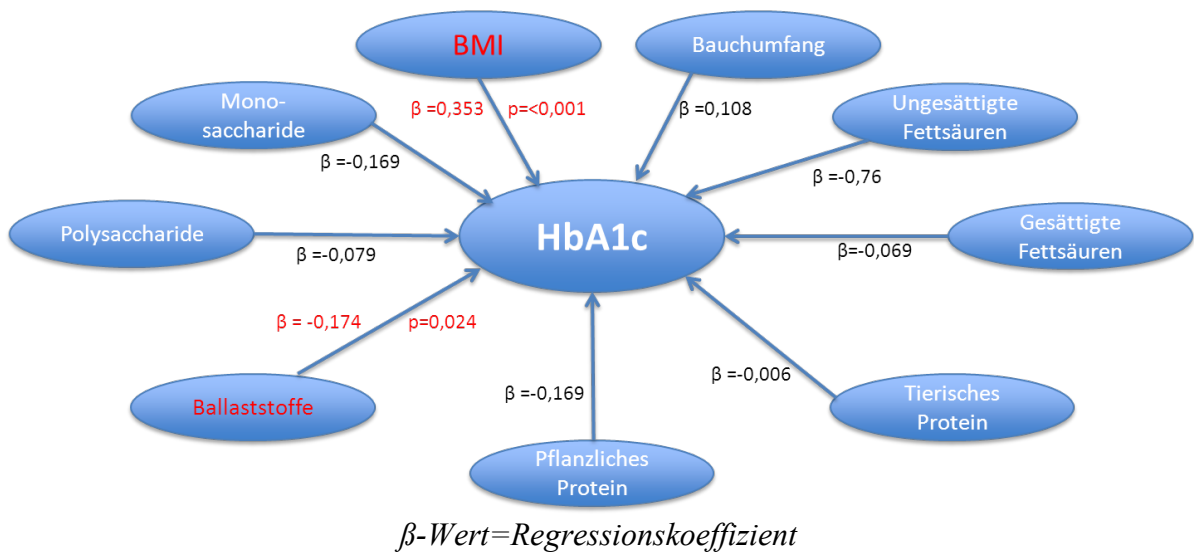 BMI
Bauchumfang
Mono-
saccharide
β =0,353 p=<0,001
β =0,108
Ungesättigte
Fettsäuren
β =-0,169
β =-0,76
Polysaccharide
HbA1c
Gesättigte
Fettsäuren
β =-0,079
β=-0,069
β = -0,174 p=0,024
β =-0,006
β =-0,169
Ballaststoffe
Tierisches
Protein
Pflanzliches
Protein
ß-Wert=Regressionskoeffizient